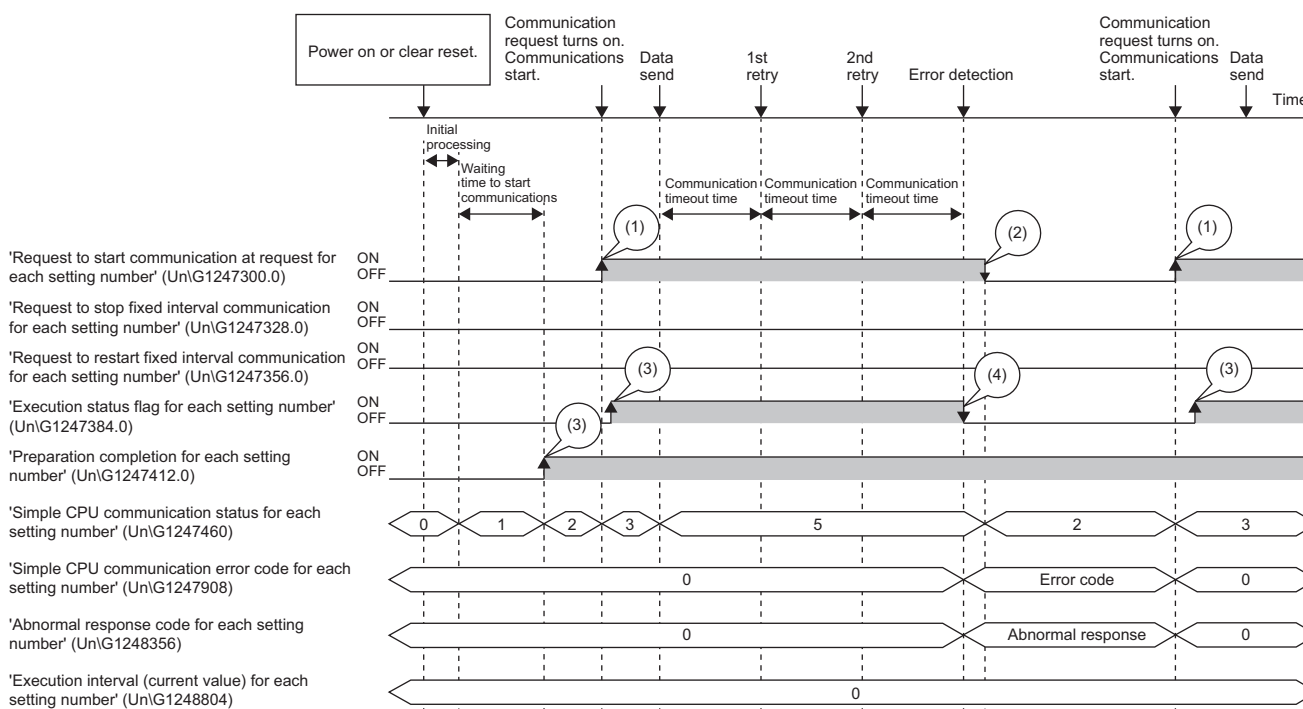 Power on or clear reset.
Communication
request turns on.
Communications
start.
Data
send
1st
retry
2nd
retry
Error detection
Communication
request turns on.
Communications
start.
Data
send
Time
Initial
processing
Waiting
time to start
communications
Communication
timeout time
Communication
timeout time
Communication
timeout time
(1)
(2)
(1)
'Request to start communication at request for
each setting number' (Un\G1247300.0)
ON
OFF
'Request to stop fixed interval communication
for each setting number' (Un\G1247328.0)
ON
OFF
'Request to restart fixed interval communication
for each setting number' (Un\G1247356.0)
ON
OFF
(3)
(4)
(3)
'Execution status flag for each setting number'
(Un\G1247384.0)
ON
OFF
(3)
'Preparation completion for each setting
number' (Un\G1247412.0)
ON
OFF
'Simple CPU communication status for each
setting number' (Un\G1247460)
0
1
2
3
5
2
3
'Simple CPU communication error code for each
setting number' (Un\G1247908)
0
Error code
0
'Abnormal response code for each setting
number' (Un\G1248356)
0
Abnormal response
0
'Execution interval (current value) for each
setting number' (Un\G1248804)
0